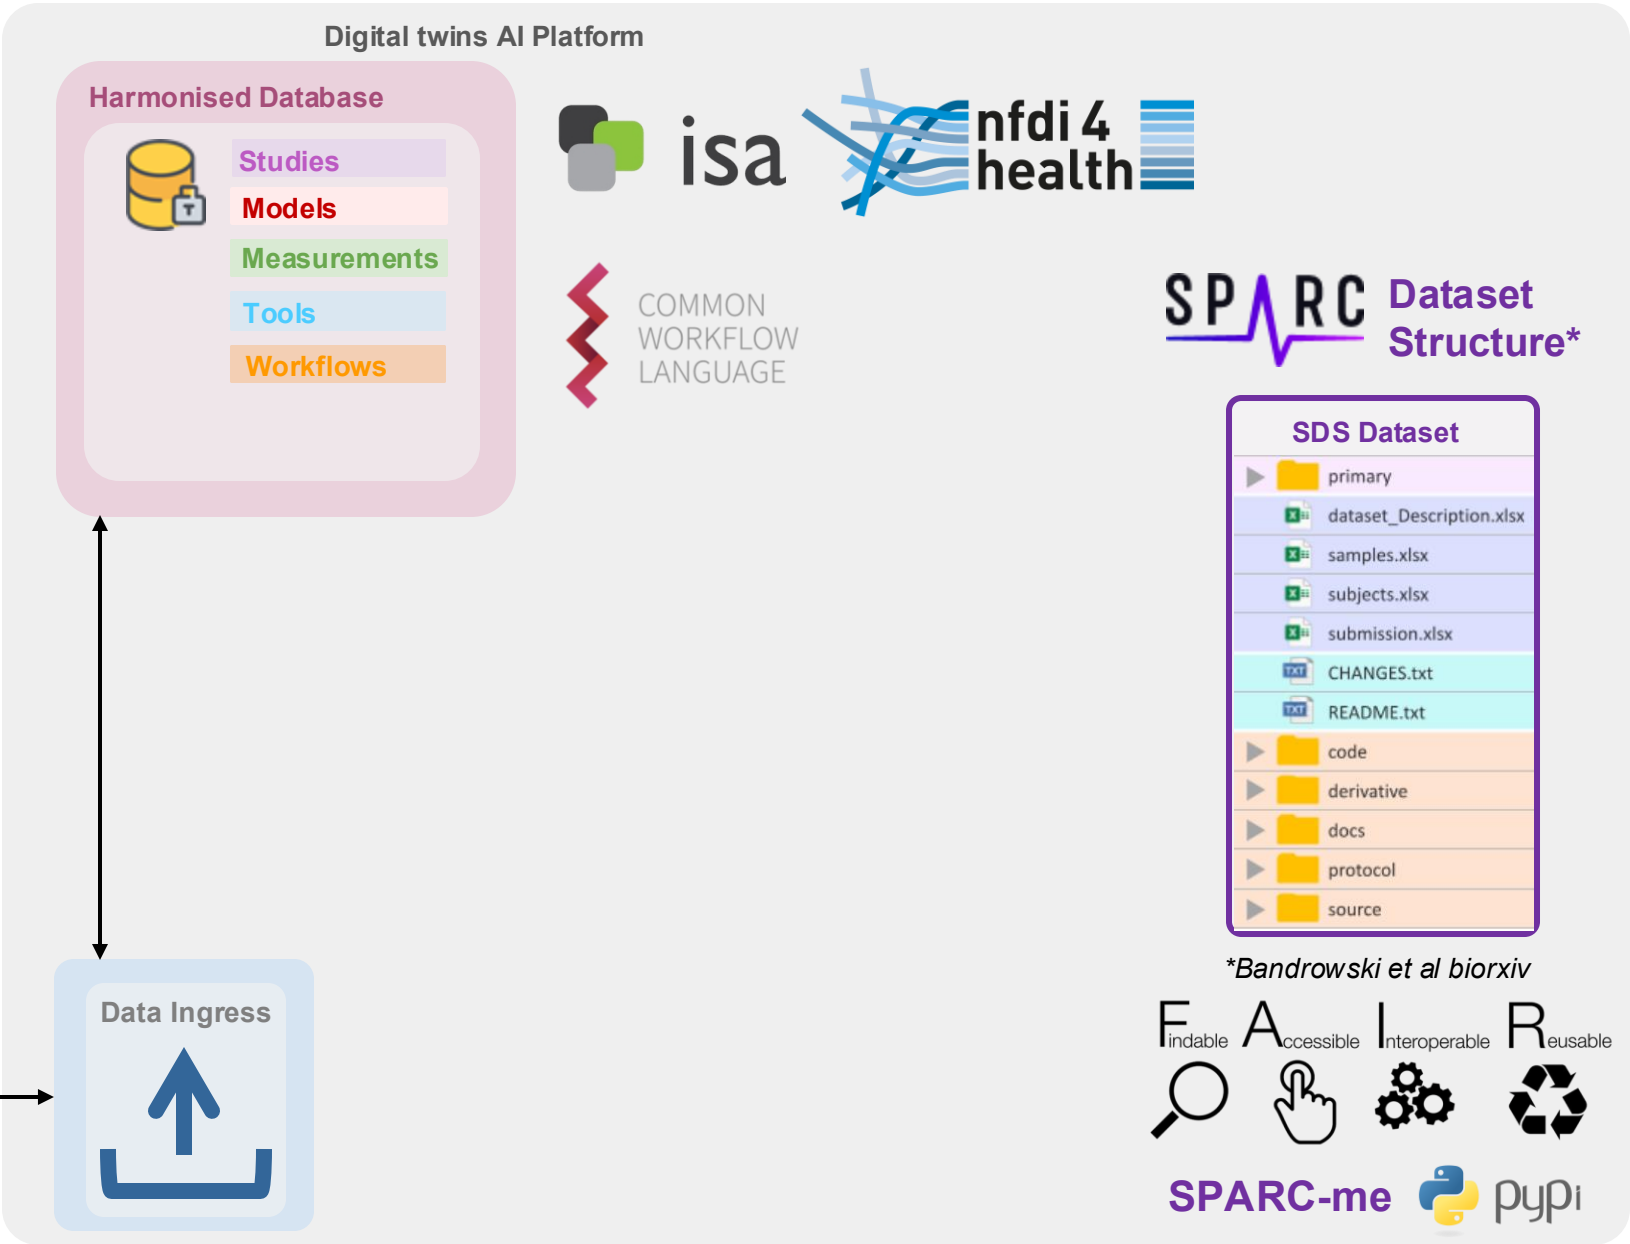 Digital twins AI Platform
Harmonised Database
Studies
Models
Measurements
Tools
Workflows
isa
nfdi 4
health
COMMON
WORKFLOW
LANGUAGE
SPARC
Dataset
Structure*
SDS Dataset
primary
dataset_Description.xlsx
samples.xlsx
subjects.xlsx
submission.xlsx
CHANGES.txt
README.txt
code
derivative
docs
protocol
source
*Bandrowski et al biorxiv
Findable Accessible Interoperable Reusable
SPARC-me pypi
Data Ingress